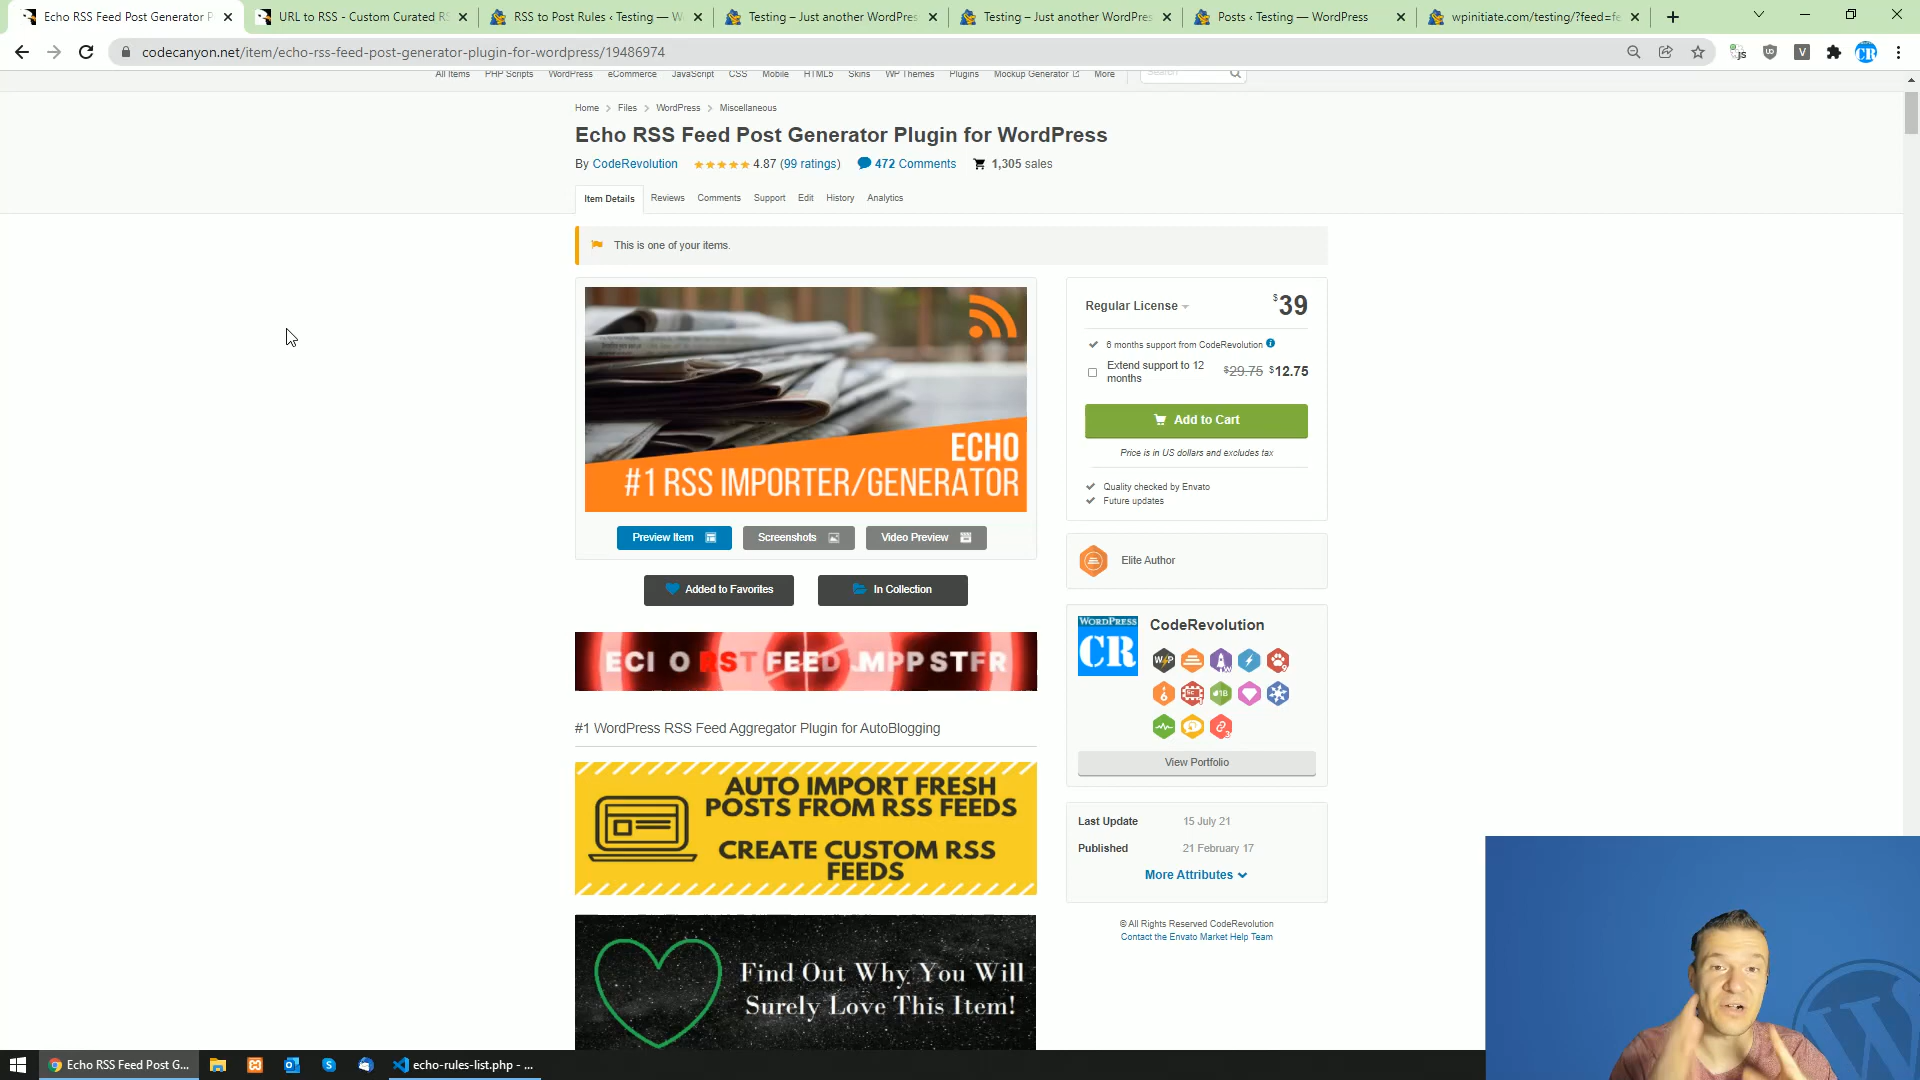 Echo RSS Feed Post Generator P
URL to RSS - Custom Curated RS
RSS to Post Rules ‹ Testing — W
Testing – Just another WordPres
Testing – Just another WordPres
Posts ‹ Testing — WordPress
wpinitiate.com/testing/?feed=fe
codecanyon.net/item/echo-rss-feed-post-generator-plugin-for-wordpress/19486974
All Items PHP Scripts WordPress eCommerce JavaScript CSS Mobile HTML5 Skins WP Themes Plugins Mockup Generator More
Search
Home > Files > WordPress > Miscellaneous
Echo RSS Feed Post Generator Plugin for WordPress
By CodeRevolution 4.87 (99 ratings) 472 Comments 1,305 sales
Item Details Reviews Comments Support Edit History Analytics
This is one of your items.
ECHO
#1 RSS IMPORTER/GENERATOR
Preview Item
Screenshots
Video Preview
Added to Favorites
In Collection
ECI O RST FEED .MPPSTFR
#1 WordPress RSS Feed Aggregator Plugin for AutoBlogging
AUTO IMPORT FRESH
POSTS FROM RSS FEEDS
CREATE CUSTOM RSS
FEEDS
Find Out Why You Will
Surely Love This Item!
Regular License
$39
6 months support from CodeRevolution
Extend support to 12
months
$29.75 $12.75
Add to Cart
Price is in US dollars and excludes tax
Quality checked by Envato
Future updates
Elite Author
WORDPRESS
CR
CodeRevolution
View Portfolio
Last Update 15 July 21
Published 21 February 17
More Attributes
© All Rights Reserved CodeRevolution
Contact the Envato Market Help Team
Echo RSS Feed Post G...
echo-rules-list.php - ...